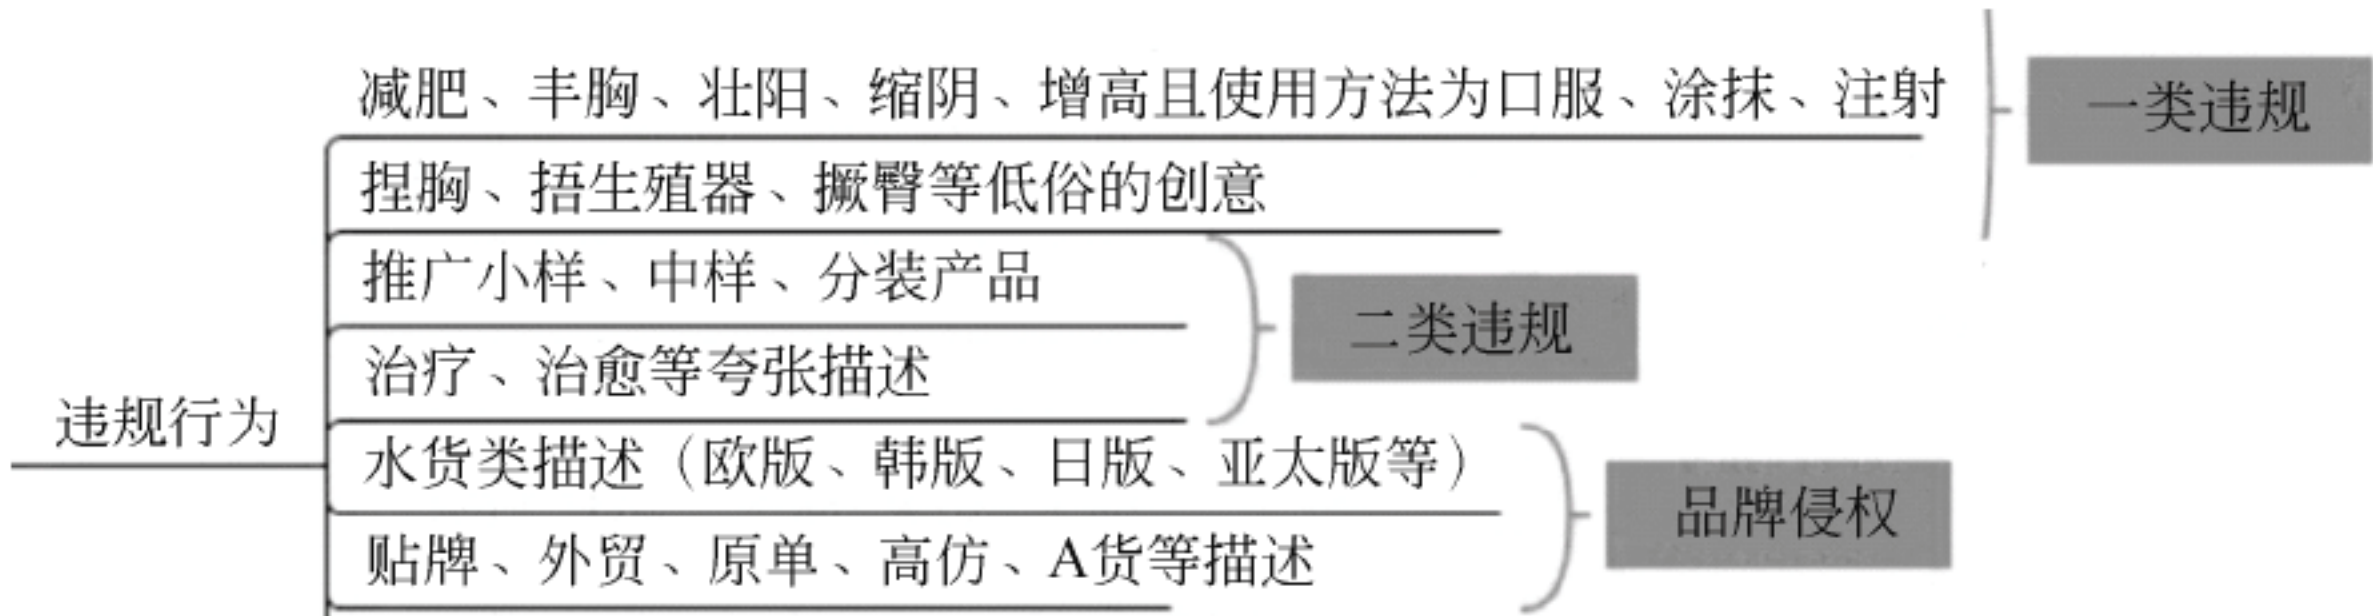 减肥、丰胸、壮阳、缩阴、增高且使用方法为口服、涂抹、注射
一类违规
捏胸、捂生殖器、撅臀等低俗的创意
推广小样、中样、分装产品
二类违规
治疗、治愈等夸张描述
违规行为
水货类描述（欧版、韩版、日版、亚太版等）
品牌侵权
贴牌、外贸、原单、高仿、A货等描述